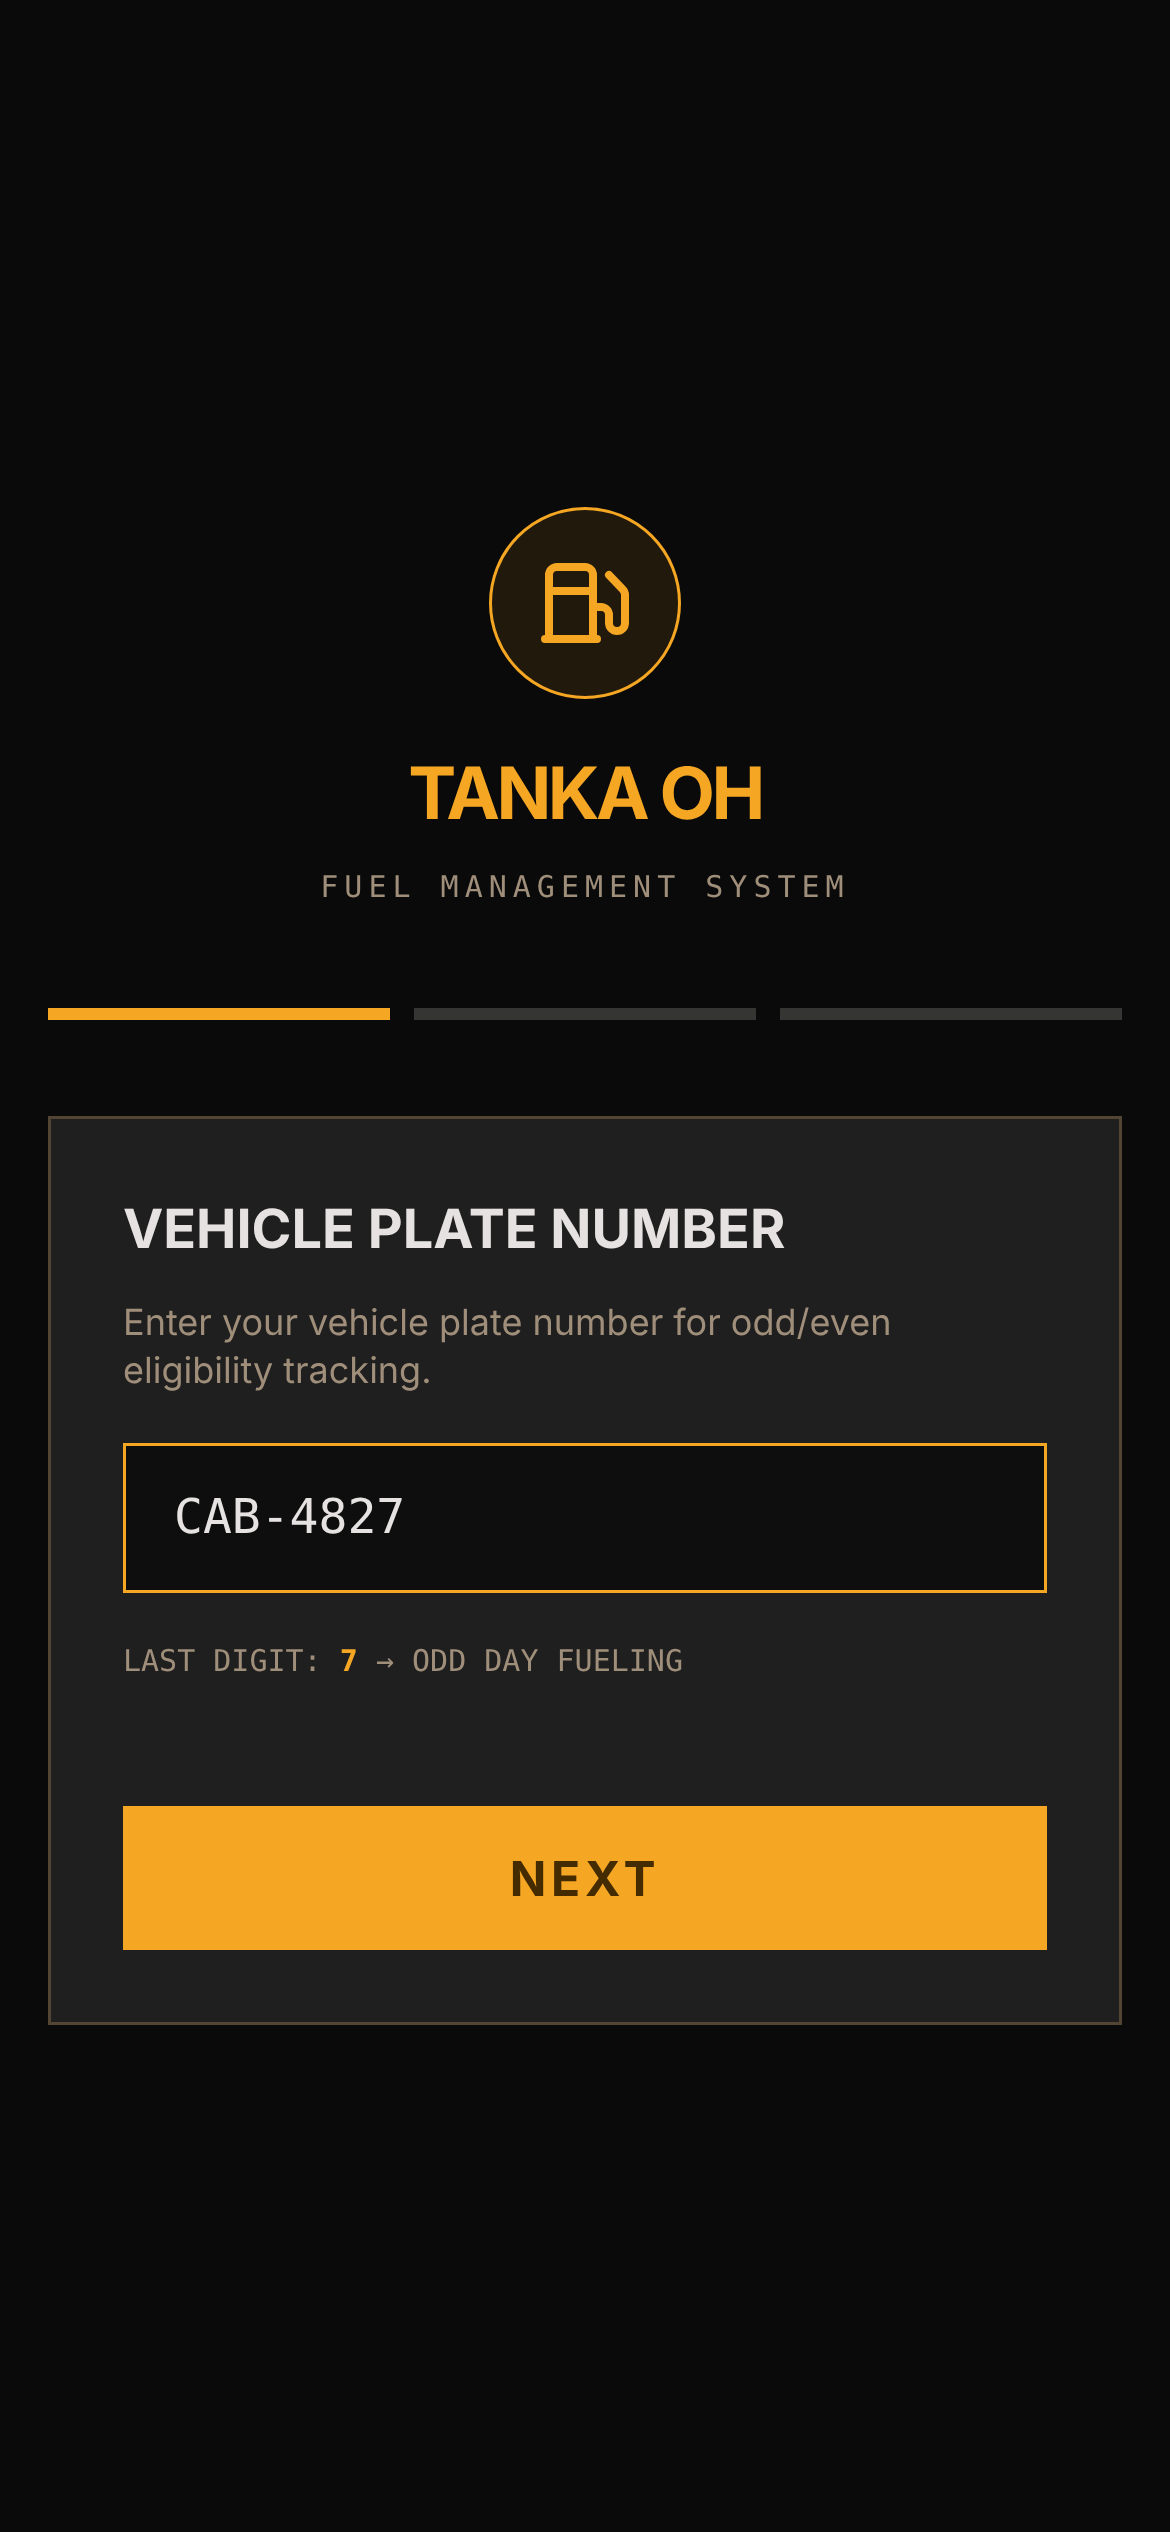 TANKA OH
FUEL MANAGEMENT SYSTEM
VEHICLE PLATE NUMBER
Enter your vehicle plate number for odd/even
eligibility tracking.
CAB-4827
LAST DIGIT: 7 → ODD DAY FUELING
NEXT